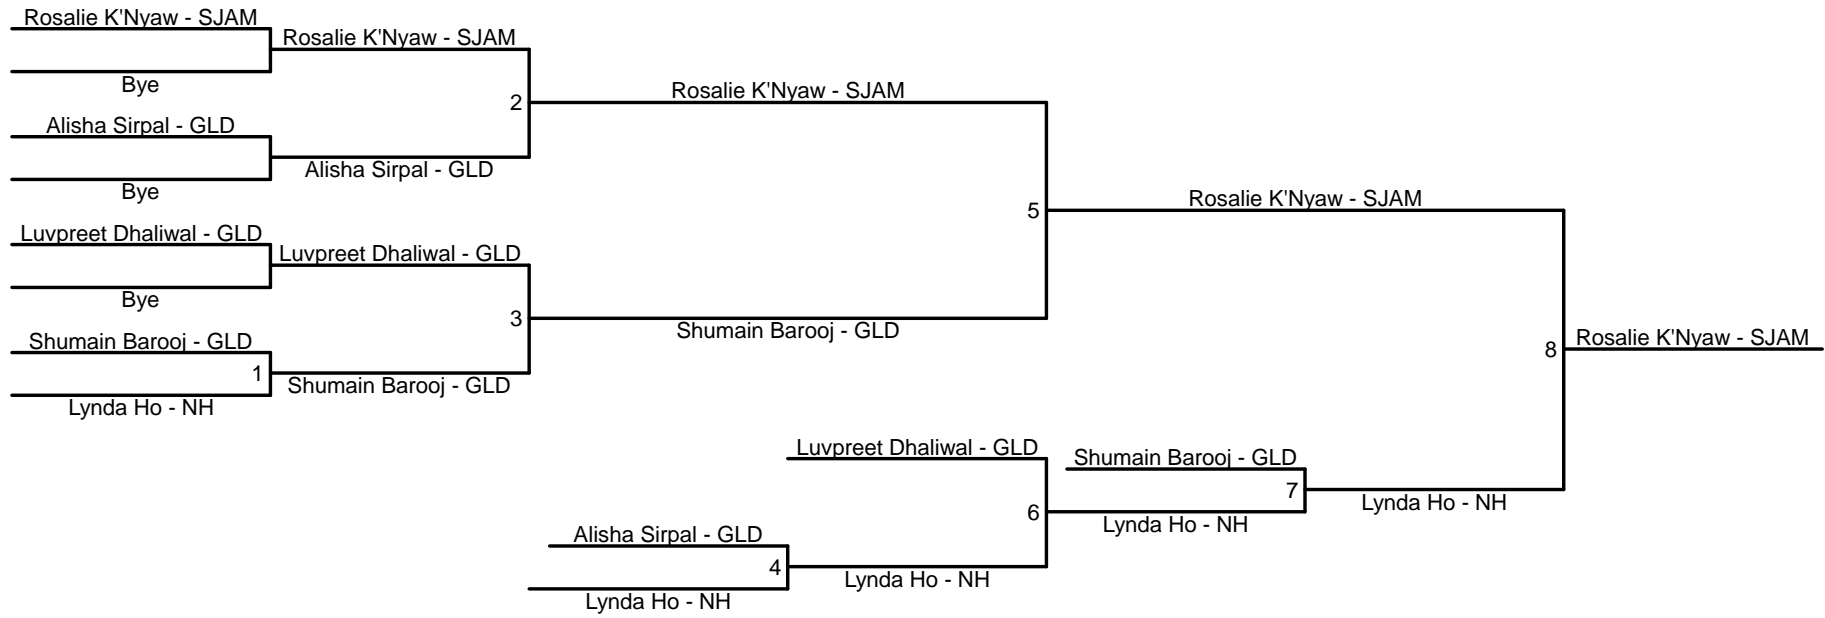 Rosalie K'Nyaw - SJAM
Rosalie K'Nyaw - SJAM
Bye
Rosalie K'Nyaw - SJAM
2
Alisha Sirpal - GLD
Alisha Sirpal - GLD
Bye
Rosalie K'Nyaw - SJAM
5
Luvpreet Dhaliwal - GLD
Luvpreet Dhaliwal - GLD
Bye
3
Shumain Barooj - GLD
Shumain Barooj - GLD
1
Shumain Barooj - GLD
Lynda Ho - NH
Rosalie K'Nyaw - SJAM
8
Luvpreet Dhaliwal - GLD
Shumain Barooj - GLD
7
Lynda Ho - NH
6
Lynda Ho - NH
Alisha Sirpal - GLD
4
Lynda Ho - NH
Lynda Ho - NH